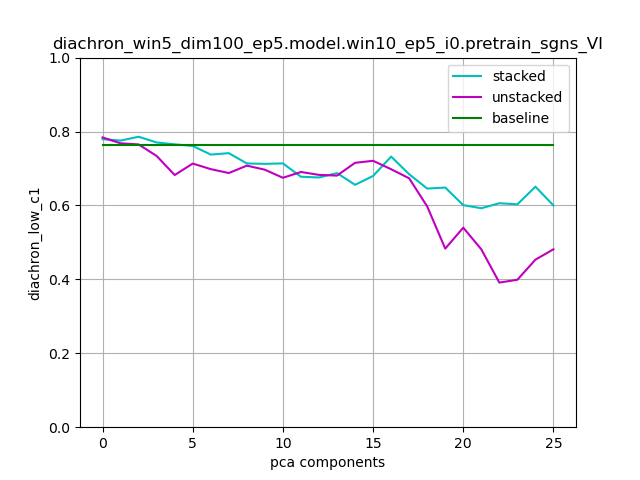 diachron_win5_dim100_ep5.model.win10_ep5_i0.pretrain_sgns_VI
1.0
0.8
0.6
0.4
0.2
0.0
diachron_low_c1
stacked
unstacked
baseline
0 5 10 15 20 25
pca components